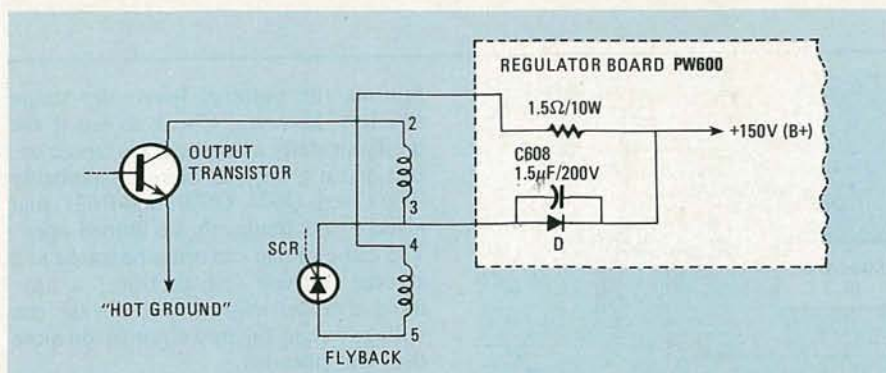 REGULATOR BOARD PW600
1.5Ω/10W
+150V (B+)
C608
1.5µF/200V
D
OUTPUT
TRANSISTOR
2
3
4
5
SCR
"HOT GROUND"
FLYBACK